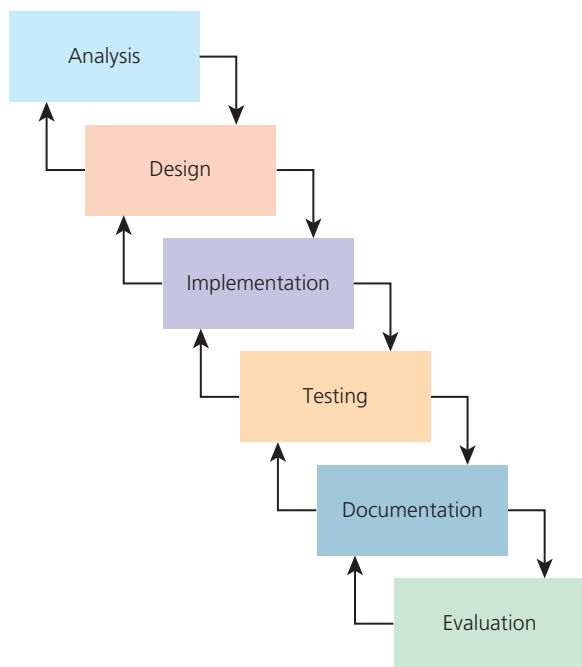 Analysis
Design
Implementation
Testing
Documentation
Evaluation